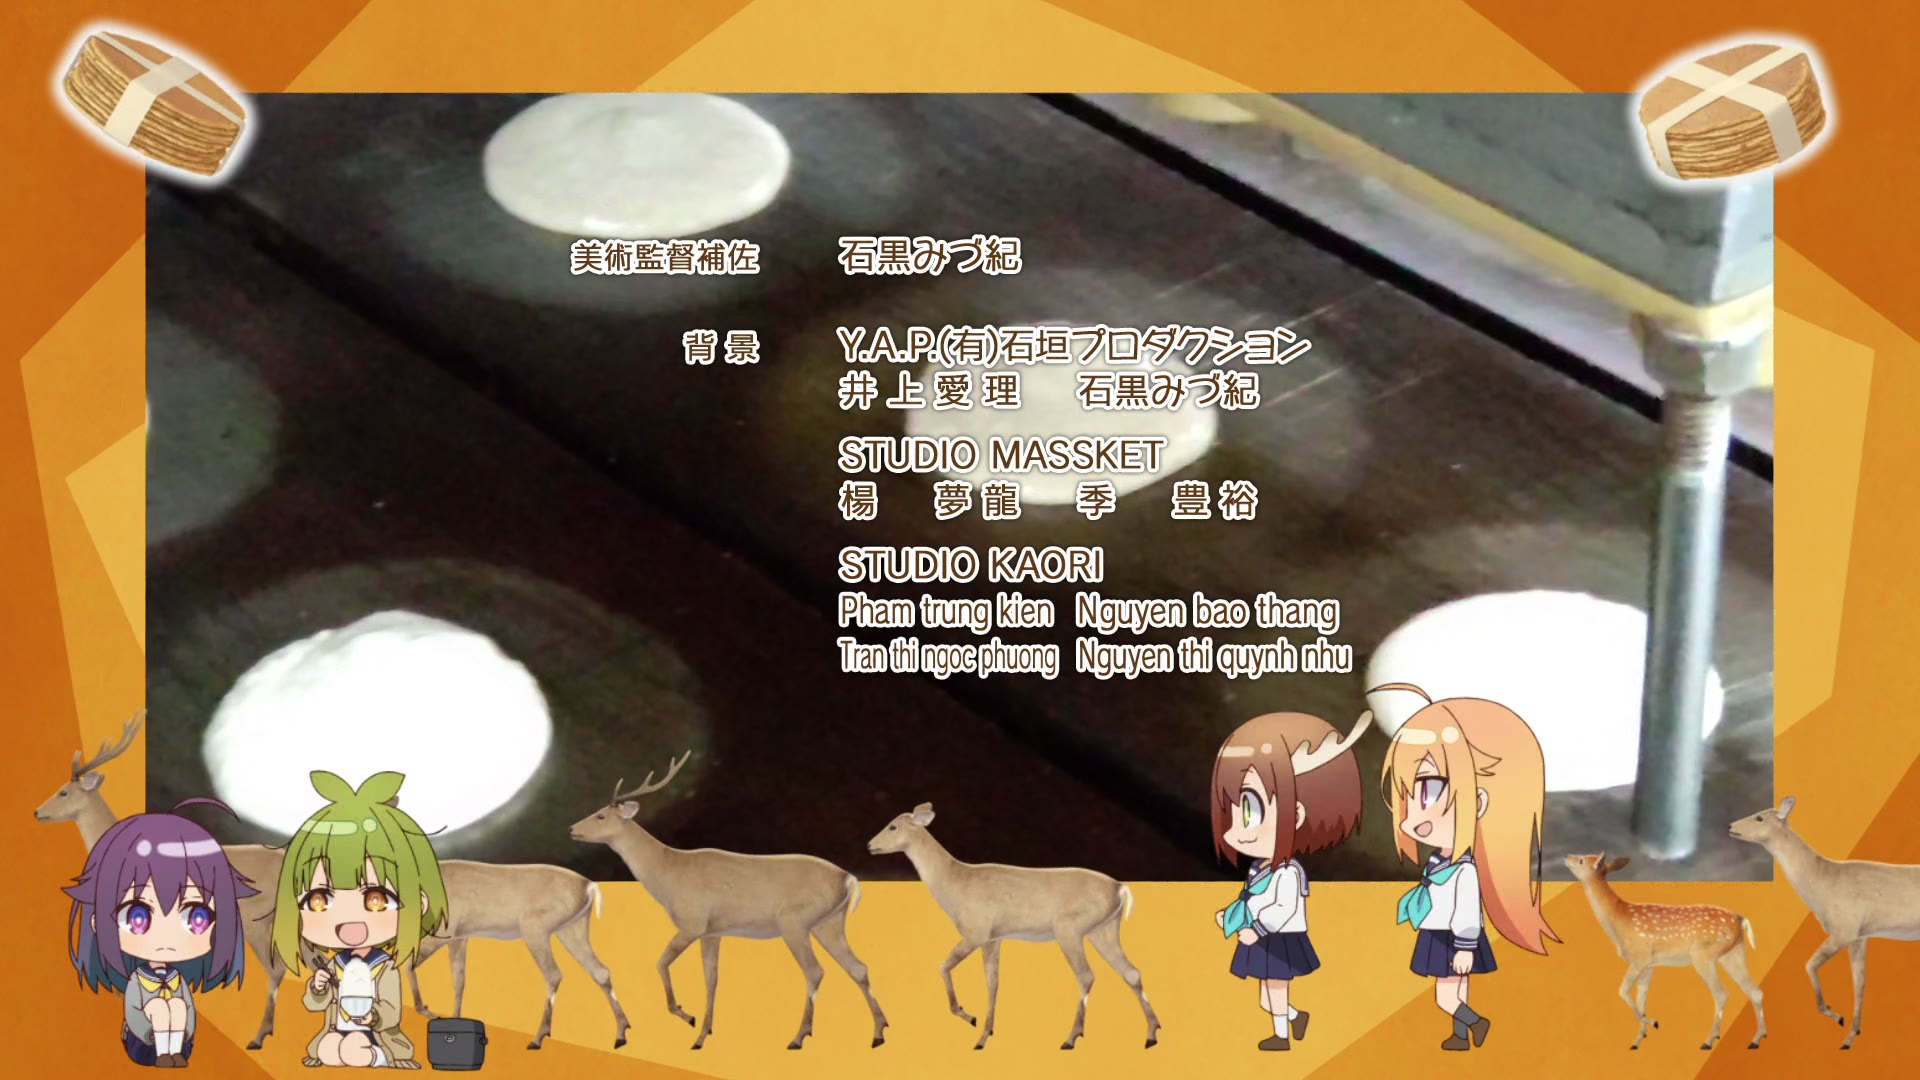 美術監督補佐 石黒みづ紀
背景 Y.A.P.(有)石垣プロダクション
井上愛理 石黒みづ紀
STUDIO MASSKET
楊 夢龍 季 豊裕
STUDIO KAORI
Pham trung kien Nguyen bao thang
Tran thi ngoc phuong Nguyen thi quynh nhu